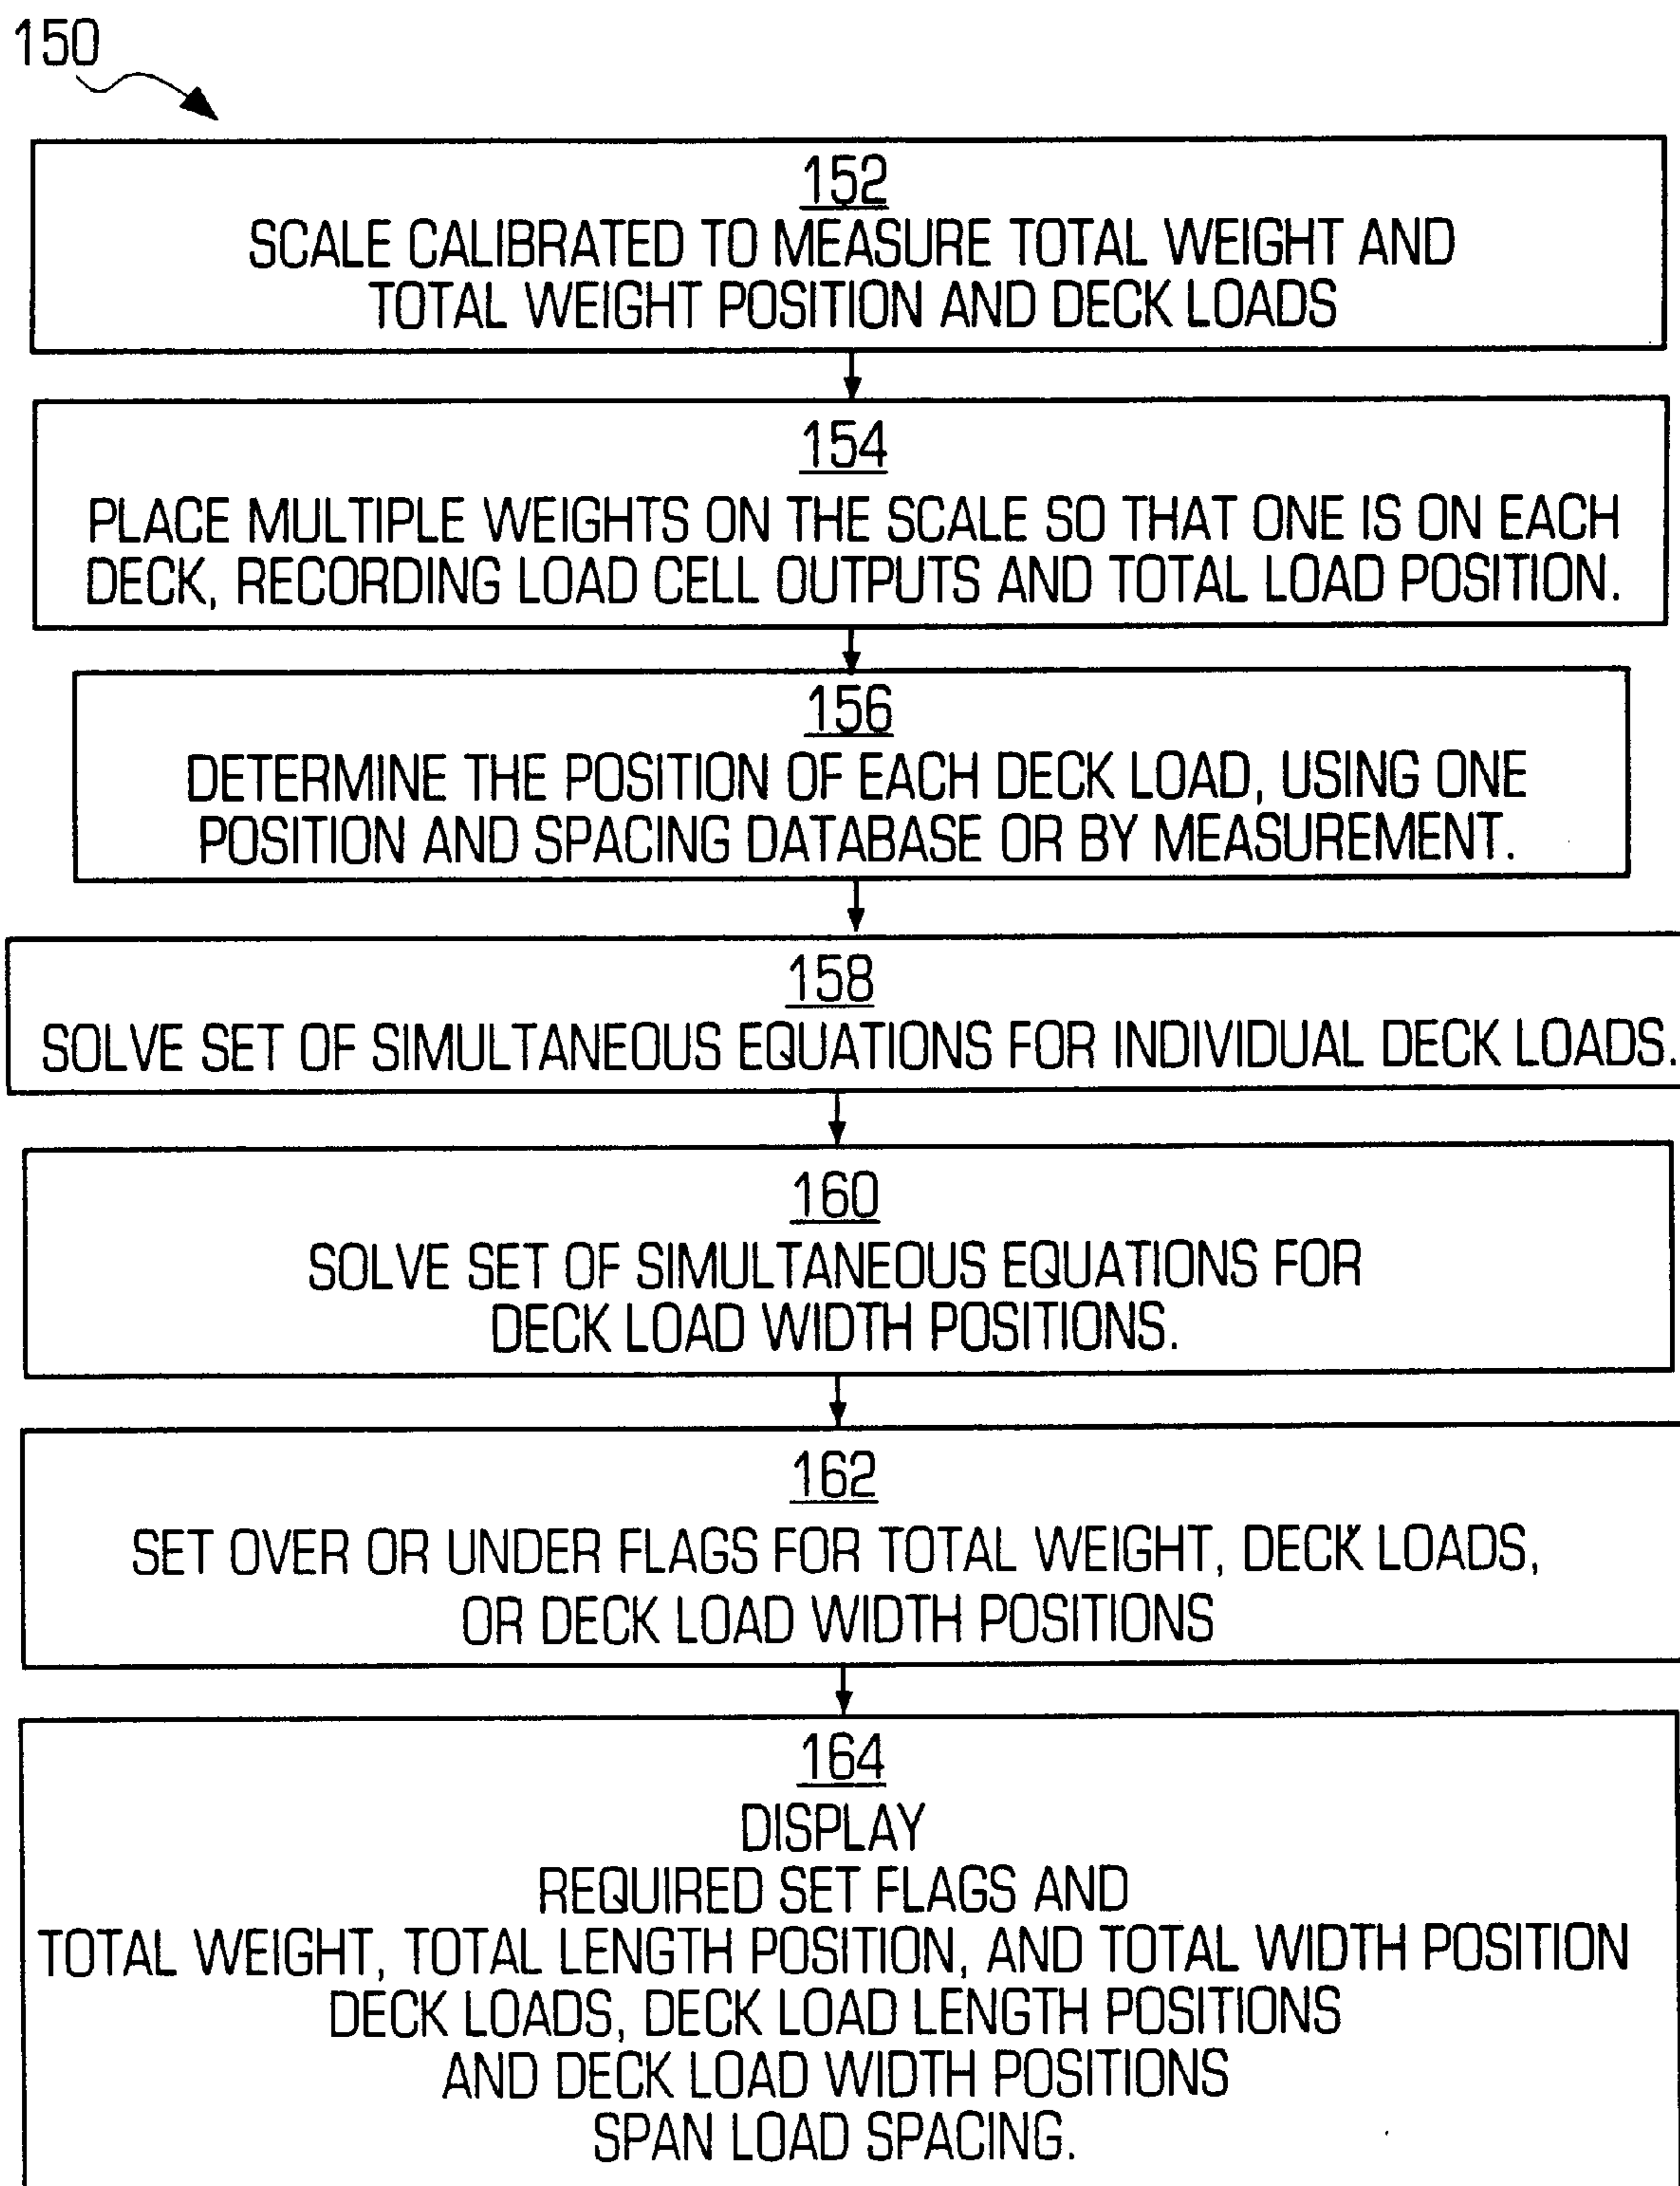 150
152
SCALE CALIBRATED TO MEASURE TOTAL WEIGHT AND
TOTAL WEIGHT POSITION AND DECK LOADS
154
PLACE MULTIPLE WEIGHTS ON THE SCALE SO THAT ONE IS ON EACH
DECK, RECORDING LOAD CELL OUTPUTS AND TOTAL LOAD POSITION.
156
DETERMINE THE POSITION OF EACH DECK LOAD, USING ONE
POSITION AND SPACING DATABASE OR BY MEASUREMENT.
158
SOLVE SET OF SIMULTANEOUS EQUATIONS FOR INDIVIDUAL DECK LOADS.
160
SOLVE SET OF SIMULTANEOUS EQUATIONS FOR
DECK LOAD WIDTH POSITIONS.
162
SET OVER OR UNDER FLAGS FOR TOTAL WEIGHT, DECK LOADS,
OR DECK LOAD WIDTH POSITIONS
164
DISPLAY
REQUIRED SET FLAGS AND
TOTAL WEIGHT, TOTAL LENGTH POSITION, AND TOTAL WIDTH POSITION
DECK LOADS, DECK LOAD LENGTH POSITIONS
AND DECK LOAD WIDTH POSITIONS
SPAN LOAD SPACING.